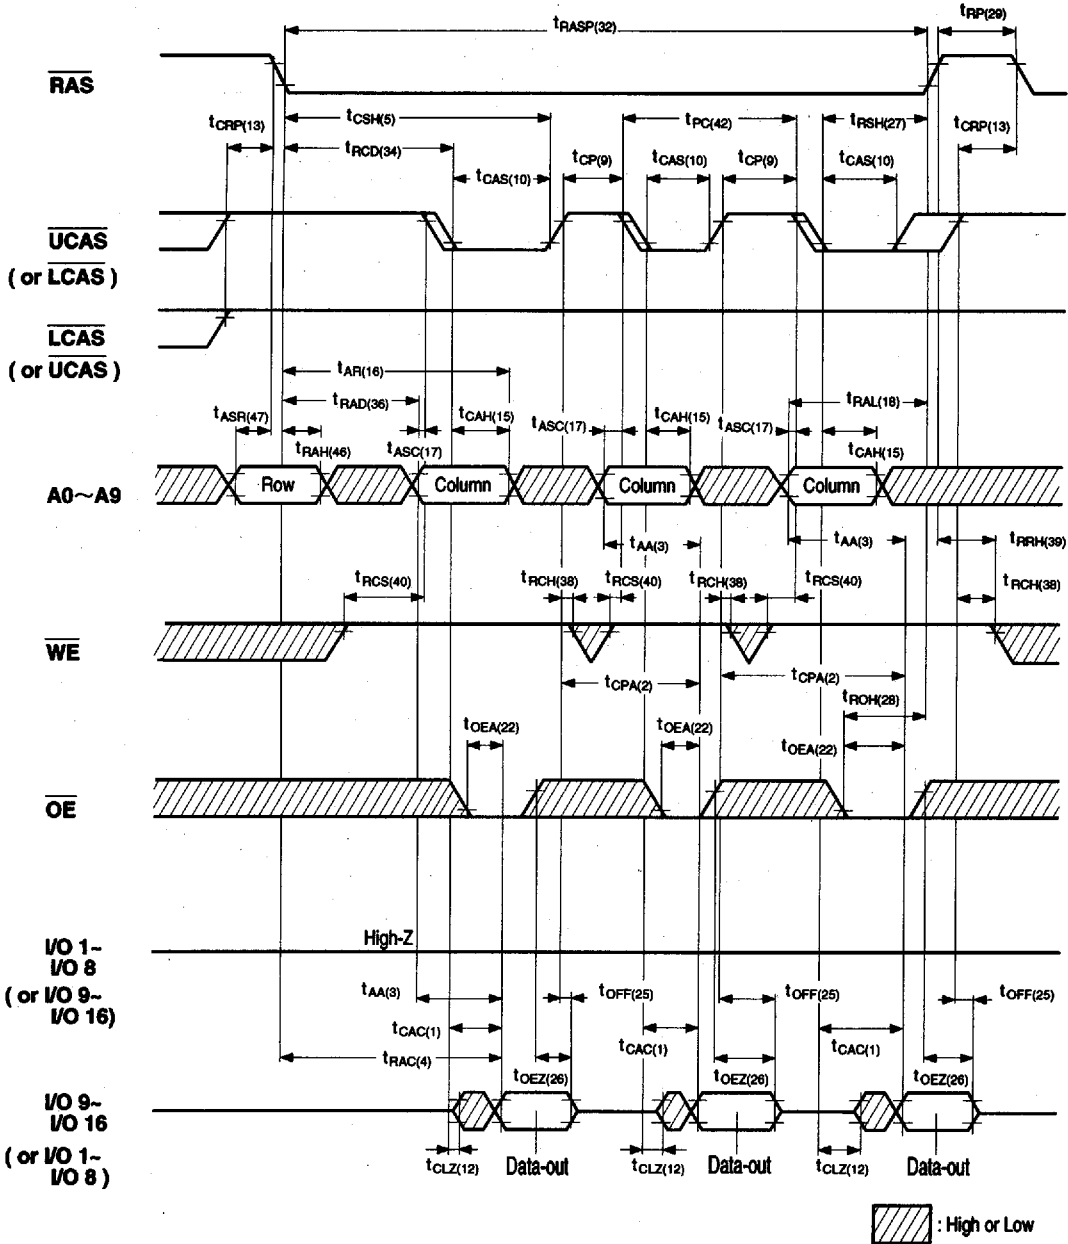 tRASP(32)
tRP(29)
RAS
tCRP(13)
tCSH(5)
tPC(42)
tRSH(27)
tCRP(13)
tRCD(34)
tCP(9)
tCAS(10)
tCP(9)
tCAS(10)
tCAS(10)
UCAS
( or LCAS )
LCAS
( or UCAS )
tAR(16)
tRAD(36)
tRAL(18)
tASR(47)
tCAH(15)
tASC(17)
tCAH(15)
tASC(17)
tRAH(46)
tASC(17)
tCAH(15)
A0~A9
Row
Column
Column
Column
tAA(3)
tAA(3)
tRRH(39)
tRCS(40)
tRCH(38)
tRCS(40)
tRCH(38)
tRCS(40)
tRCH(38)
WE
tCPA(2)
tCPA(2)
tROH(28)
tOEA(22)
tOEA(22)
tOEA(22)
OE
High-Z
I/O 1~
I/O 8
( or I/O 9~
I/O 16)
tAA(3)
tOFF(25)
tOFF(25)
tOFF(25)
tCAC(1)
tCAC(1)
tCAC(1)
tRAC(4)
tOEZ(26)
tOEZ(26)
tOEZ(26)
I/O 9~
I/O 16
( or I/O 1~
I/O 8 )
tCLZ(12)
Data-out
tCLZ(12)
Data-out
tCLZ(12)
Data-out
: High or Low